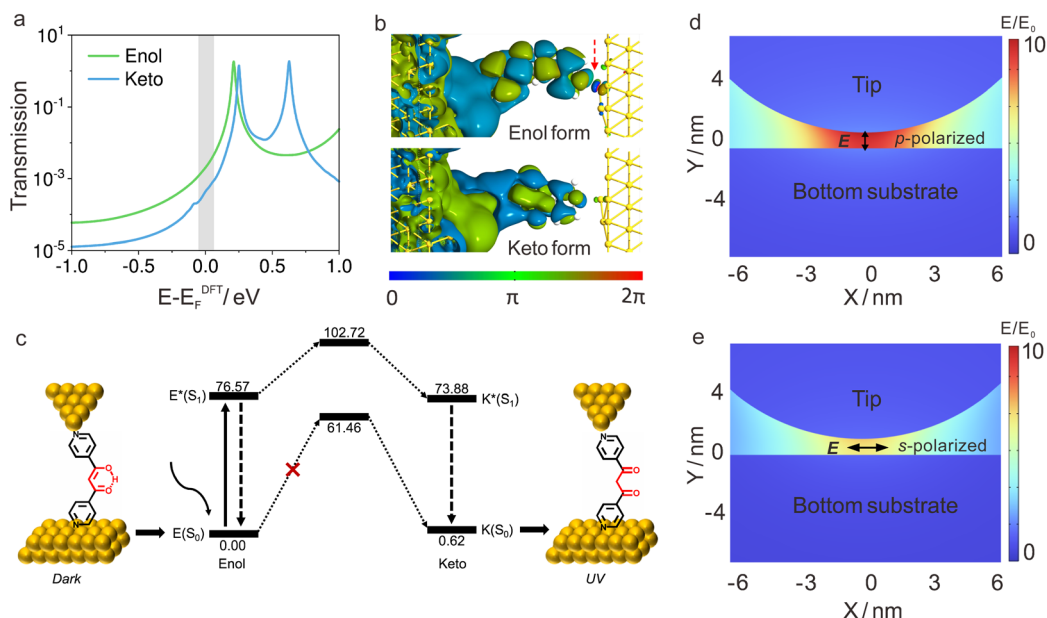 a
Transmission
10¹
10⁻¹
10⁻³
10⁻⁵
Enol
Keto
-1.0
-0.5
0.0
0.5
1.0
E-E_F^DFT / eV
b
Enol form
Keto form
0
π
2π
c
Dark
N
O
H
O
N
E*(S₁)
76.57
E(S₀)
0.00
Enol
102.72
61.46
73.88
K*(S₁)
K(S₀)
0.62
Keto
N
O
O
N
UV
d
E/E₀
10
0
Y / nm
4
0
-4
Tip
E
p-polarized
Bottom substrate
-6
-3
0
3
6
X / nm
e
E/E₀
10
0
Y / nm
4
0
-4
Tip
E
s-polarized
Bottom substrate
-6
-3
0
3
6
X / nm